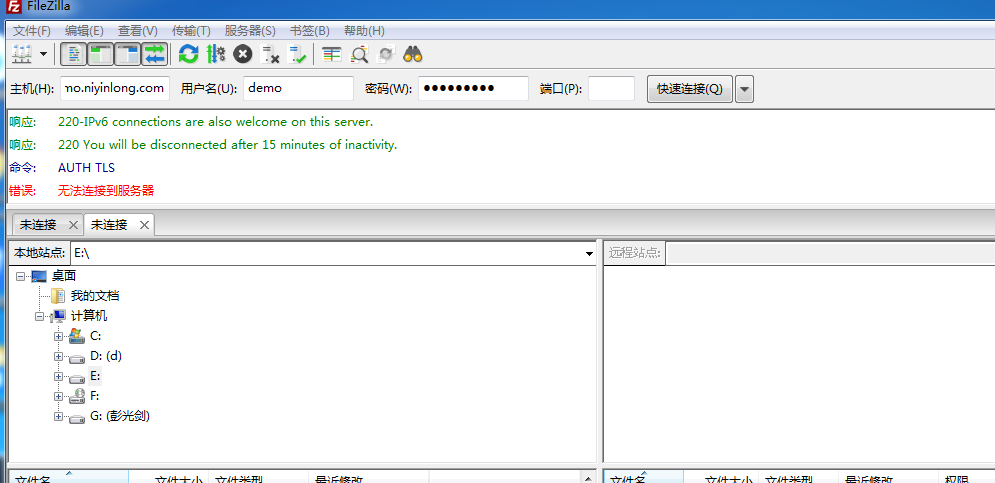 FileZilla
文件(F) 编辑(E) 查看(V) 传输(T) 服务器(S) 书签(B) 帮助(H)
主机(H): mo.niyinlong.com 用户名(U): demo 密码(W): ●●●●●●●●● 端口(P): 快速连接(Q)
响应: 220-IPv6 connections are also welcome on this server.
响应: 220 You will be disconnected after 15 minutes of inactivity.
命令: AUTH TLS
错误: 无法连接到服务器
未连接 未连接
本地站点: E:\ 远程站点:
桌面
我的文档
计算机
C:
D: (d)
E:
F:
G: (彭光剑)
文件名 文件大小 文件类型 最近修改 文件名 文件大小 文件类型 最近修改 权限